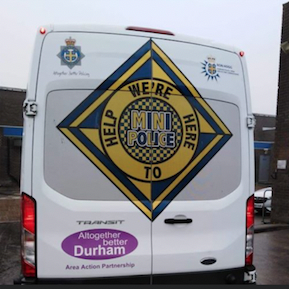 WE'RE HERE TO HELP
MINI
POLICE
TRANSIT
Altogether
better
Durham
Area Action Partnership